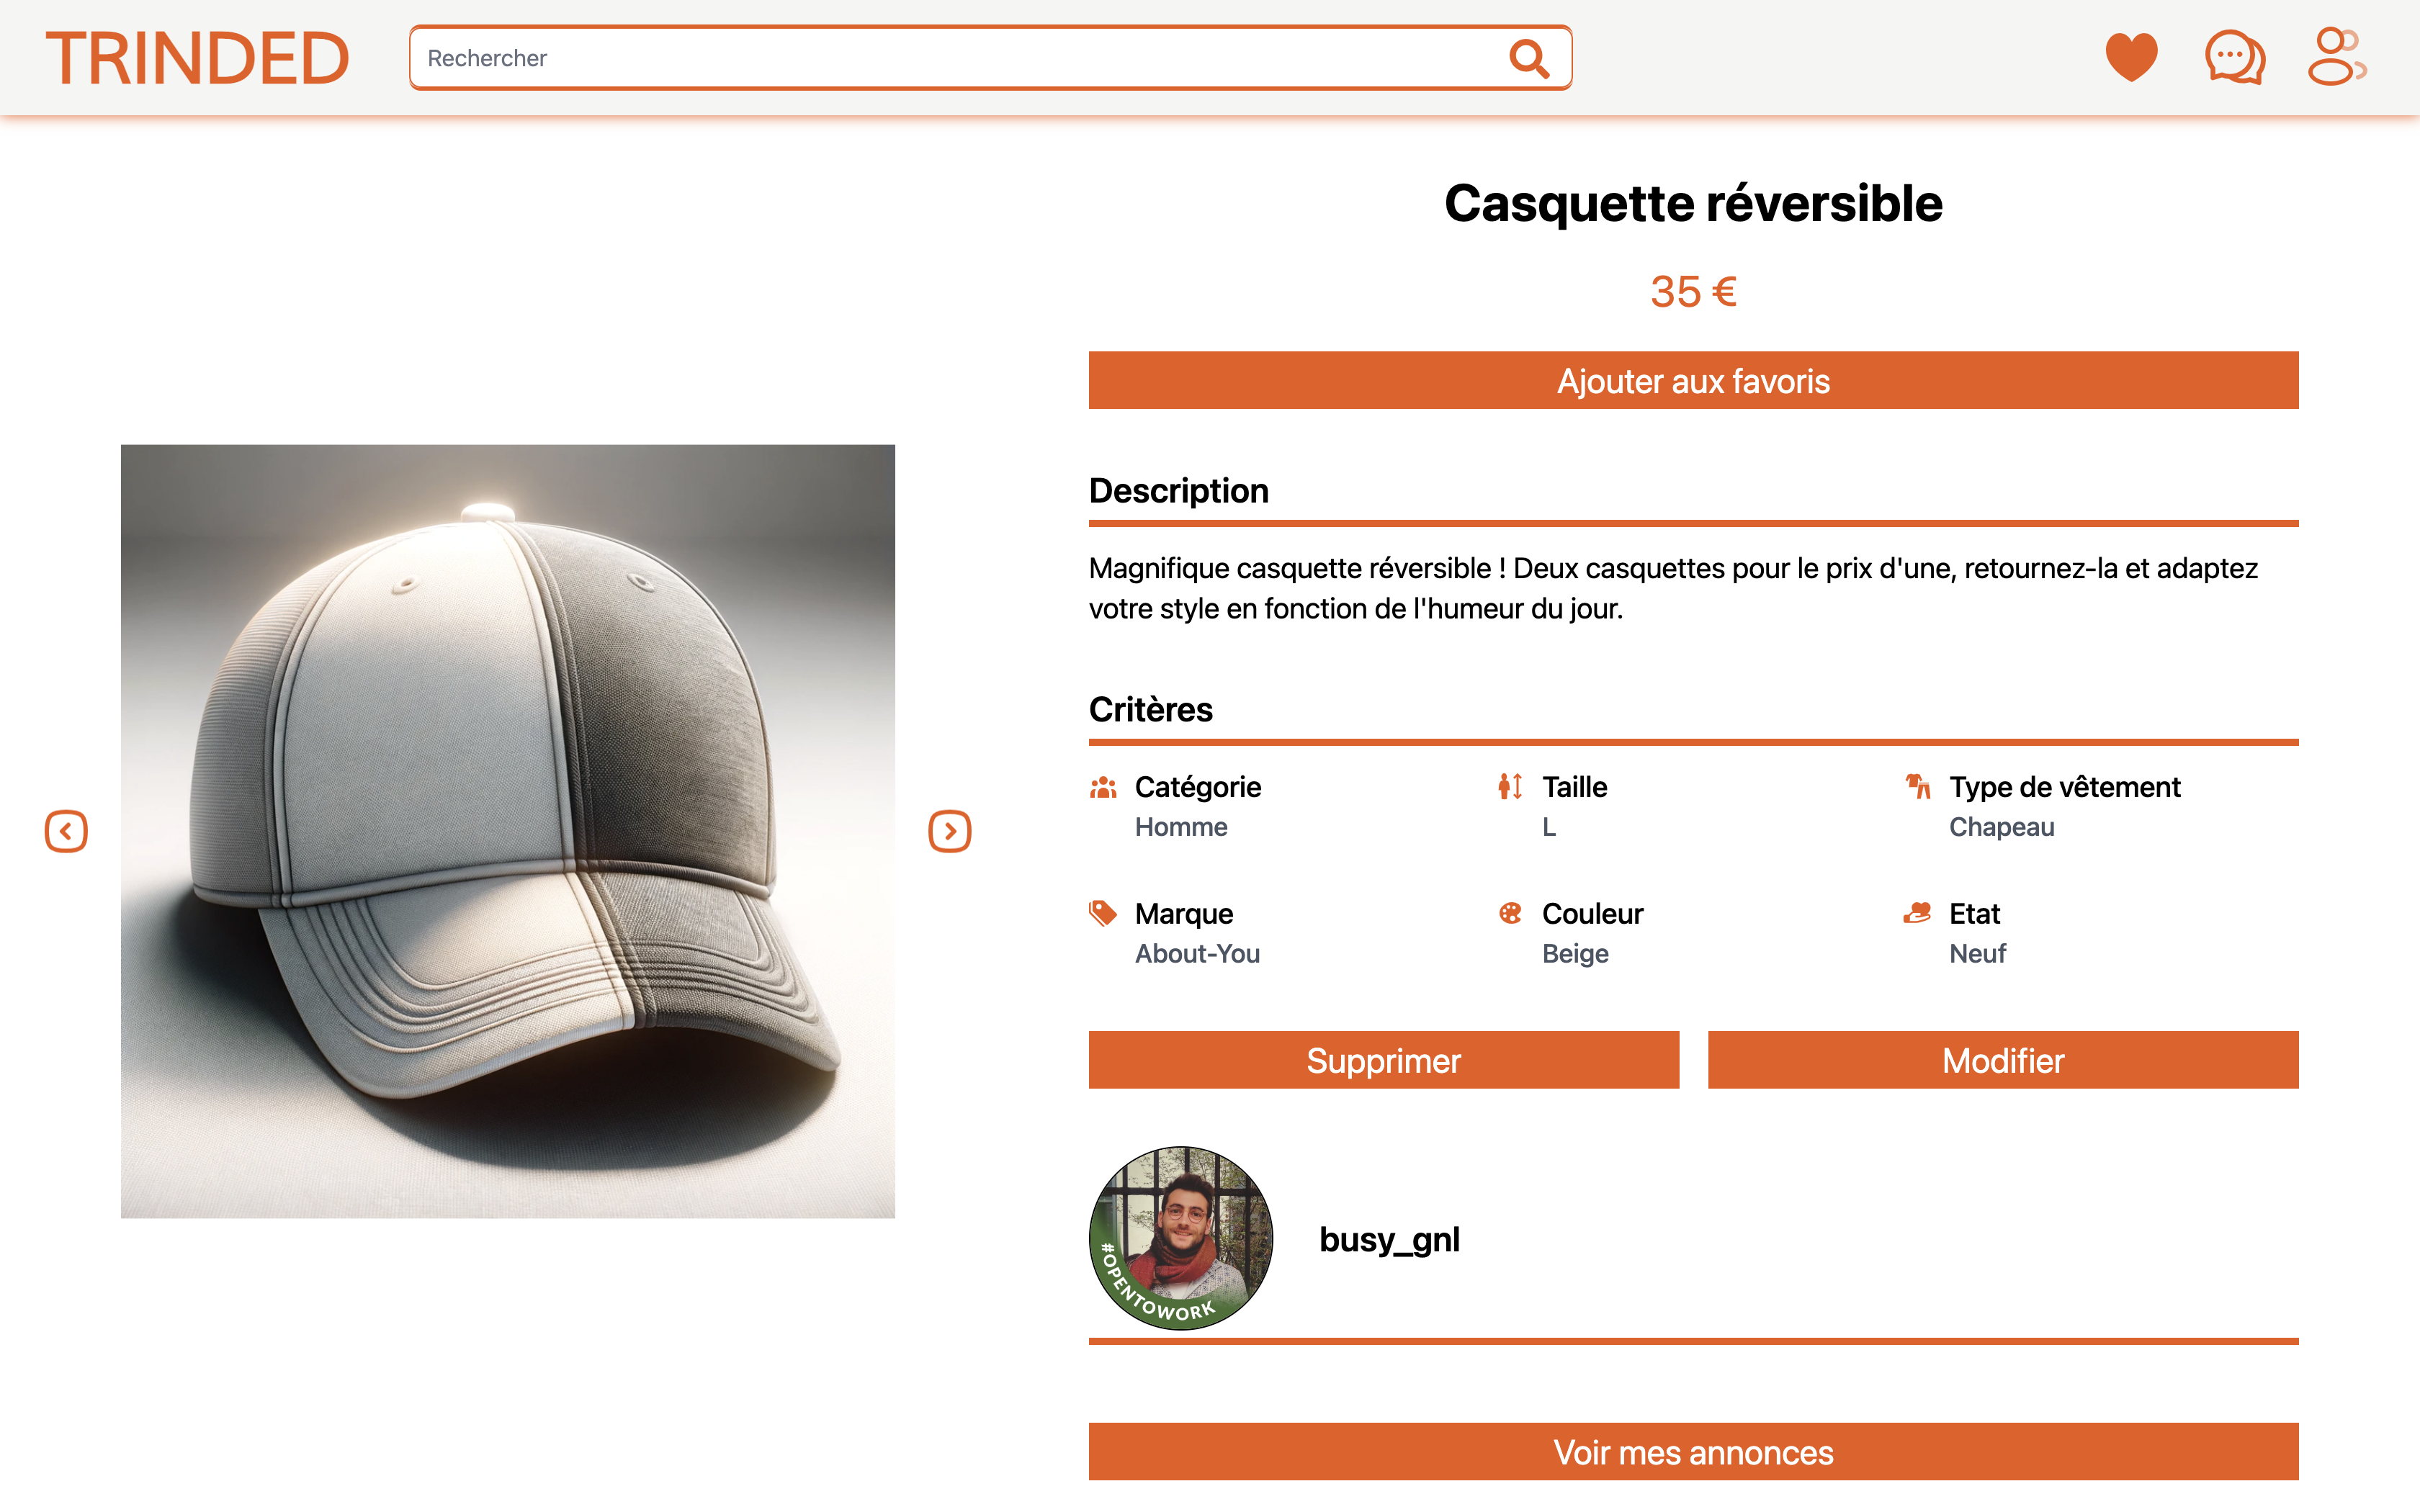 TRINDED
Rechercher
Casquette réversible
35 €
Ajouter aux favoris
Description
Magnifique casquette réversible ! Deux casquettes pour le prix d'une, retournez-la et adaptez
votre style en fonction de l'humeur du jour.
Critères
Catégorie
Homme
Taille
L
Type de vêtement
Chapeau
Marque
About-You
Couleur
Beige
Etat
Neuf
Supprimer
Modifier
#OPENTOWORK
busy_gnl
Voir mes annonces